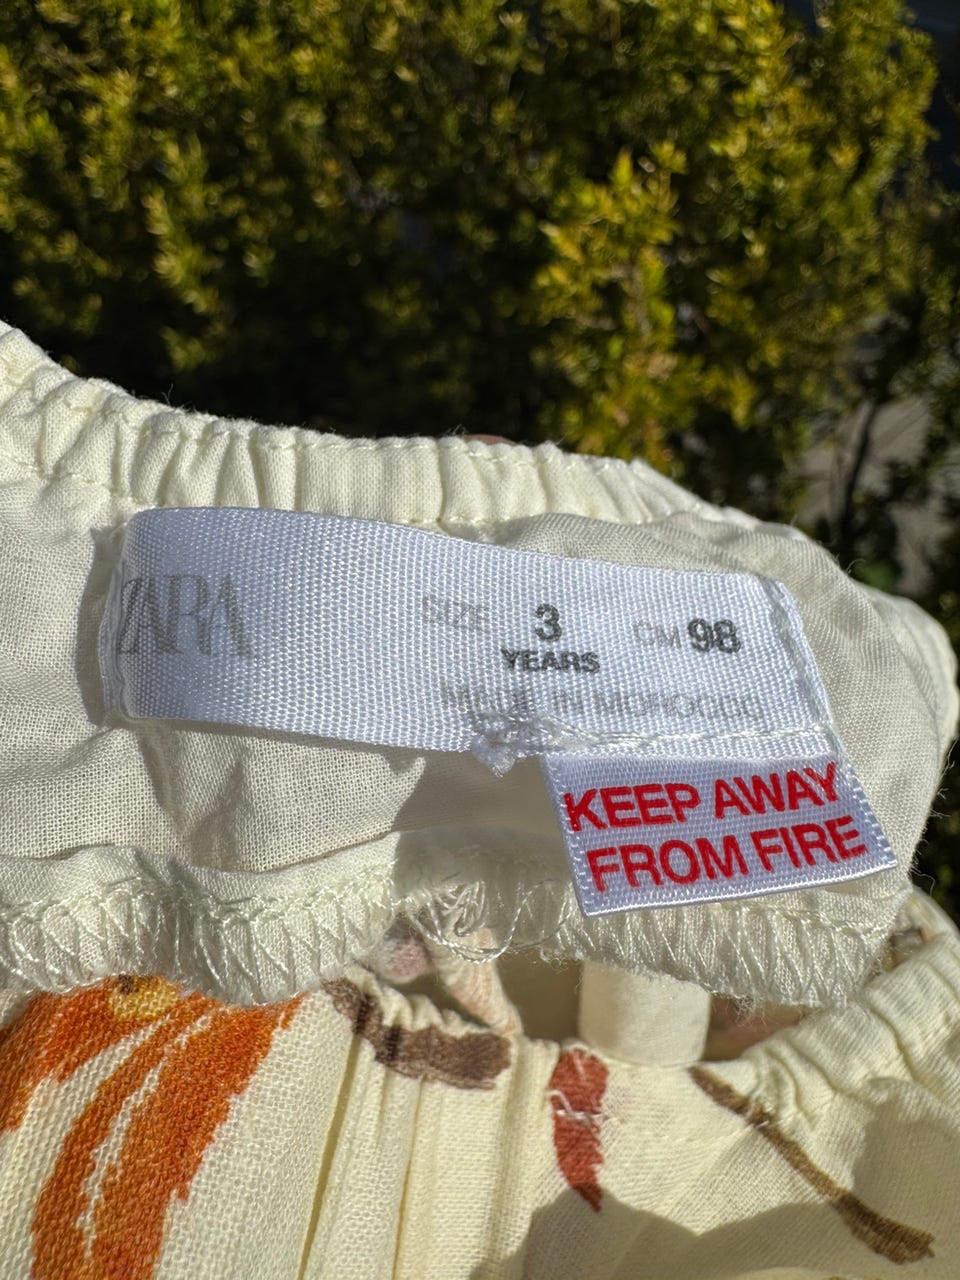 ZARA
SIZE 3 CM 98
YEARS
MADE IN MOROCCO
KEEP AWAY
FROM FIRE